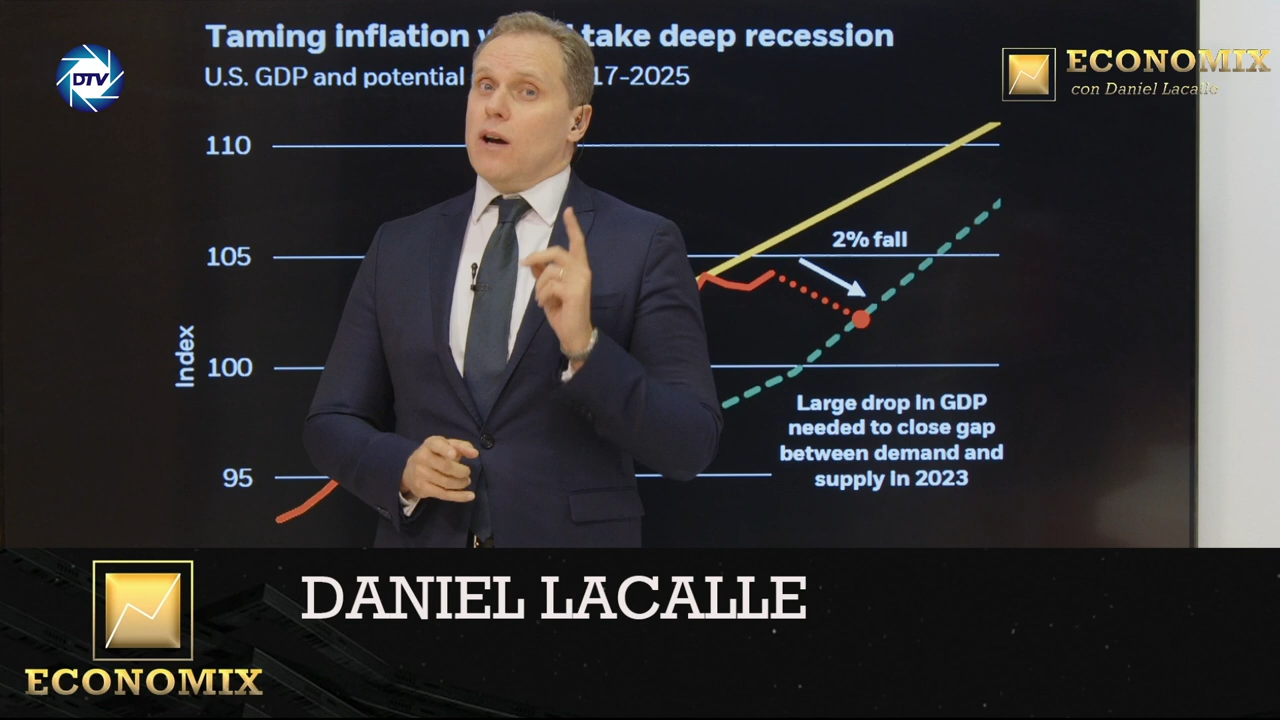 Taming inflation take deep recession
U.S. GDP and potential 17-2025
DTV
ECONOMIX
con Daniel Lacalle
110
105
100
95
Index
2% fall
Large drop in GDP
needed to close gap
between demand and
supply in 2023
DANIEL LACALLE
ECONOMIX